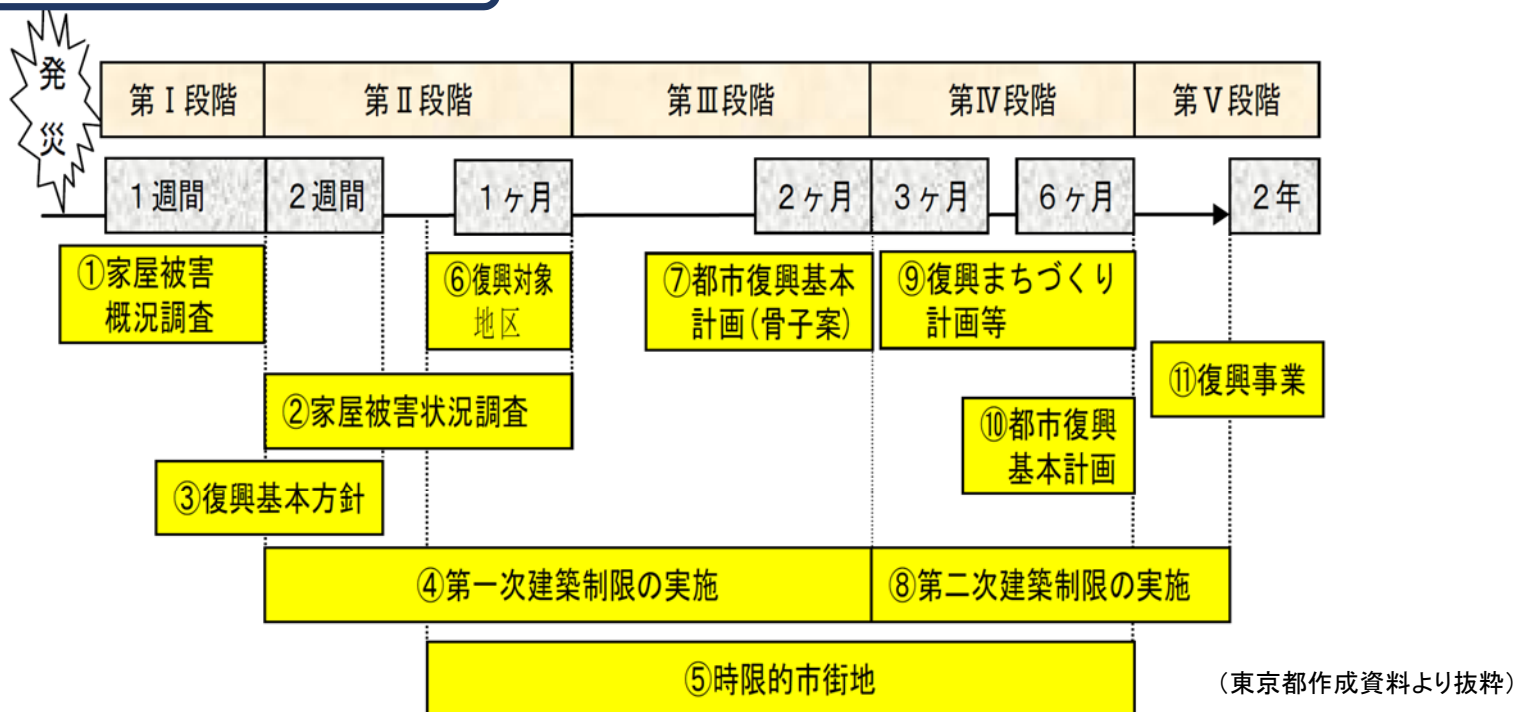 発
災
第Ⅰ段階
第Ⅱ段階
第Ⅲ段階
第Ⅳ段階
第Ⅴ段階
1週間
2週間
1ヶ月
2ヶ月
3ヶ月
6ヶ月
2年
①家屋被害
概況調査
⑥復興対象
地区
⑦都市復興基本
計画(骨子案)
⑨復興まちづくり
計画等
⑪復興事業
②家屋被害状況調査
⑩都市復興
基本計画
③復興基本方針
④第一次建築制限の実施
⑧第二次建築制限の実施
⑤時限的市街地
(東京都作成資料より抜粋)